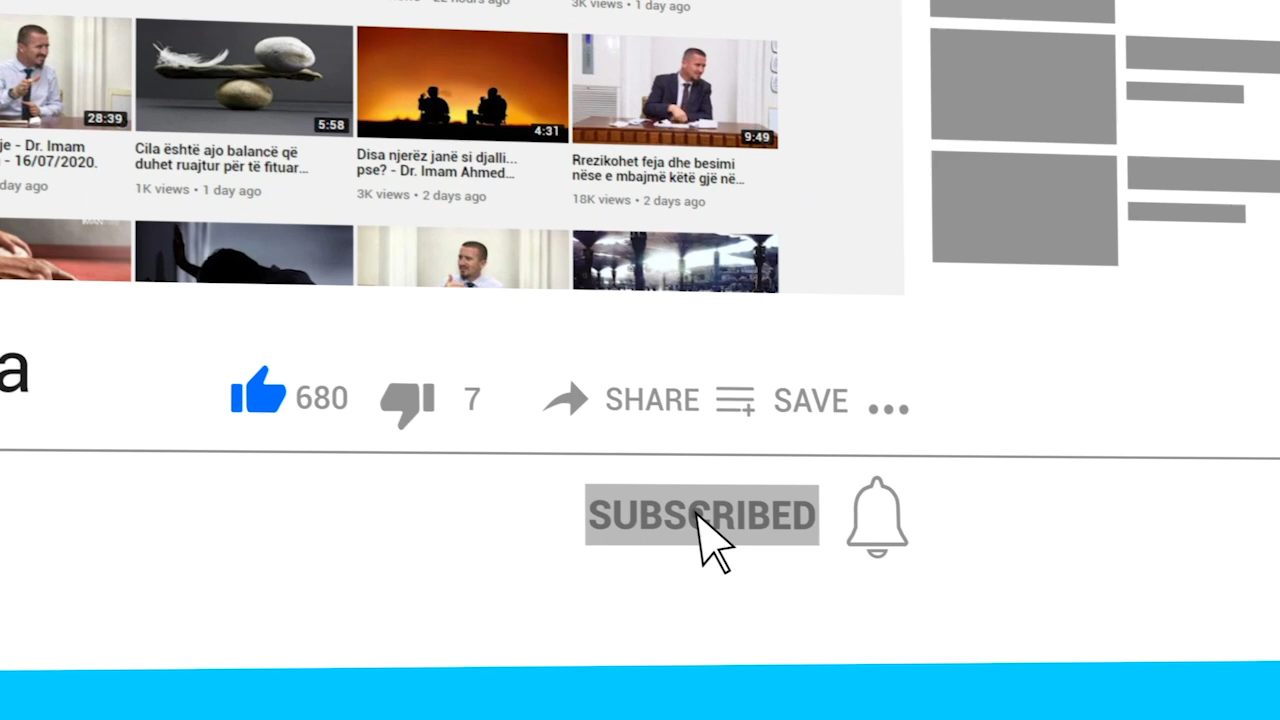 22 hours ago
3K views • 1 day ago
28:39
5:58
4:31
9:49
je - Dr. Imam
- 16/07/2020.
day ago
Cila është ajo balancë që
duhet ruajtur për të fituar...
1K views • 1 day ago
Disa njerëz janë si djalli...
pse? - Dr. Imam Ahmed...
3K views • 2 days ago
Rrezikohet feja dhe besimi
nëse e mbajmë këtë gjë në...
18K views • 2 days ago
a
680
7
SHARE
SAVE
SUBSCRIBED